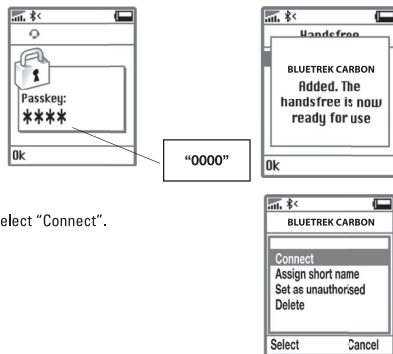 Passkey:
****
Ok
"0000"
Handsfree
BLUETREK CARBON
Added. The
handsfree is now
ready for use
Ok
elect "Connect".
BLUETREK CARBON
Connect
Assign short name
Set as unauthorised
Delete
Select Cancel